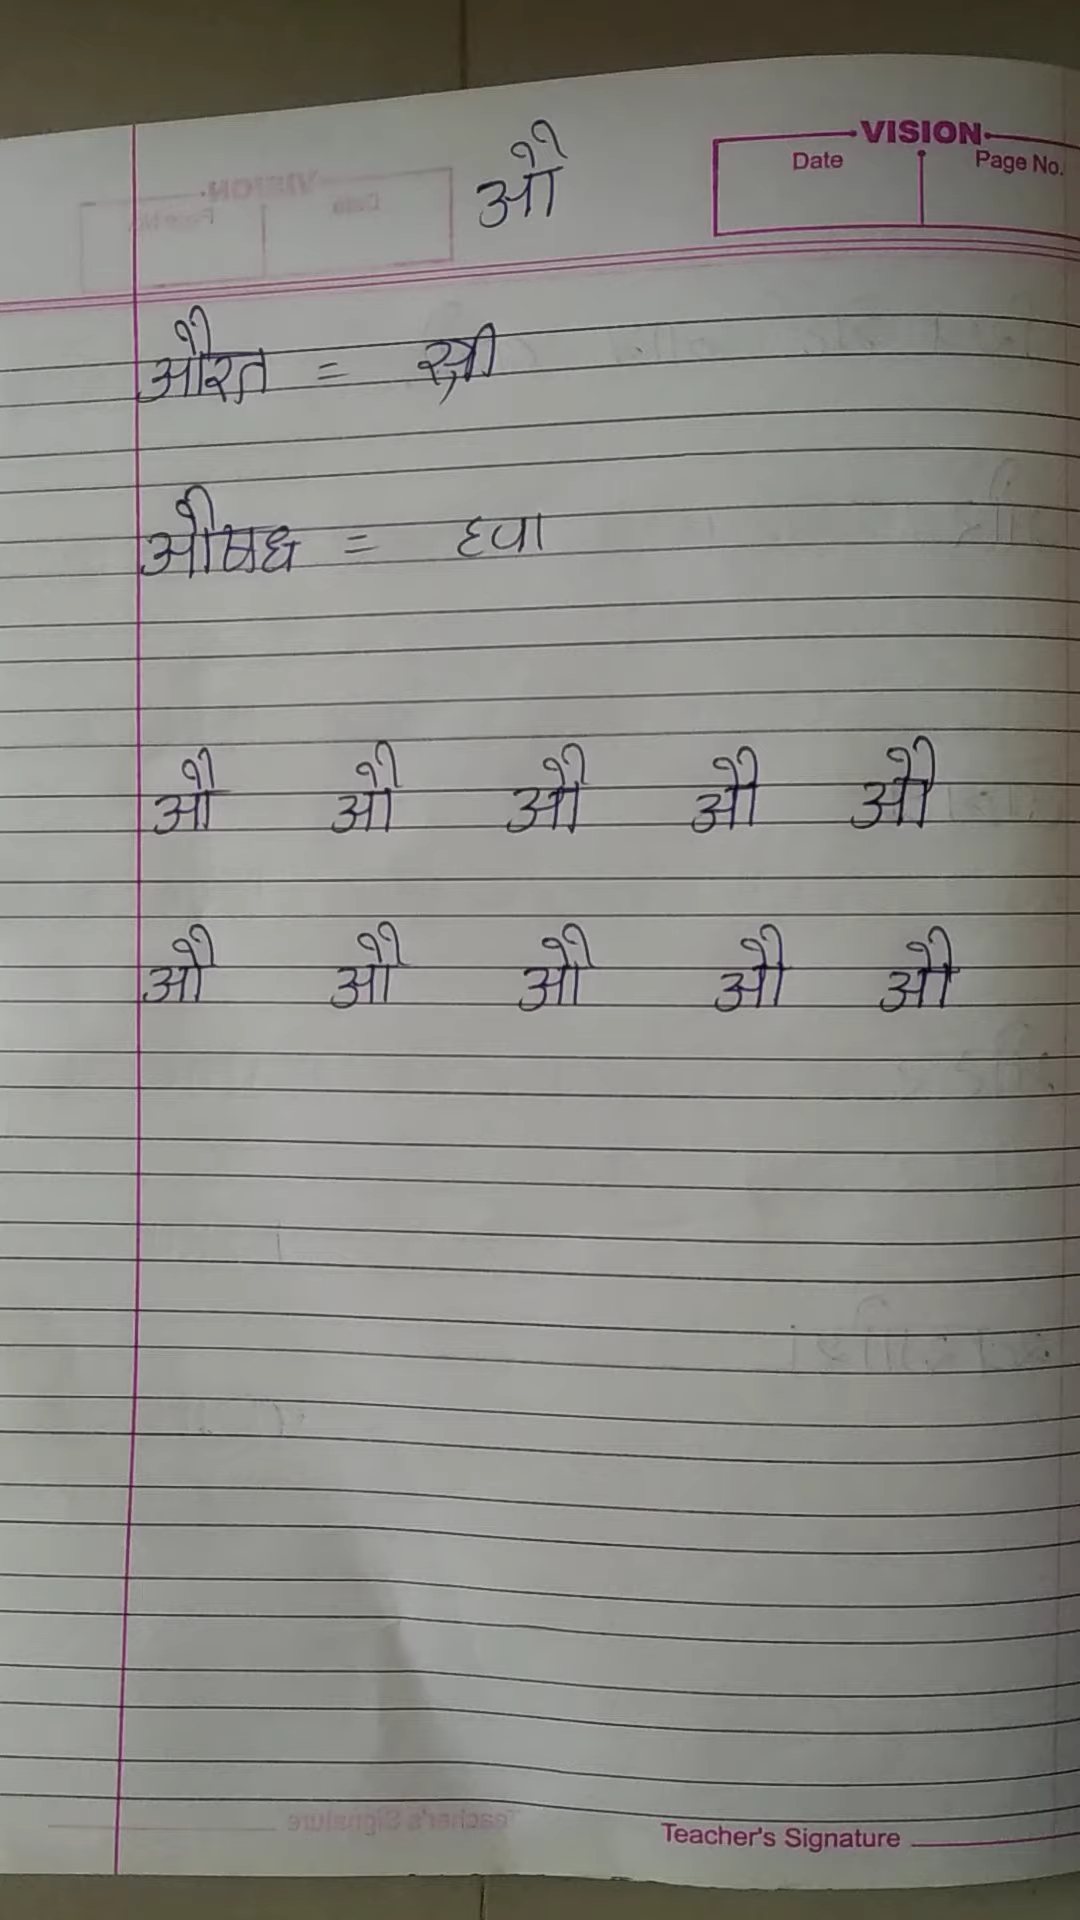 औ
VISION
Date Page No.
औरत = स्त्री
औषध = दवा
औ औ औ औ औ
औ औ औ औ औ
Teacher's Signature